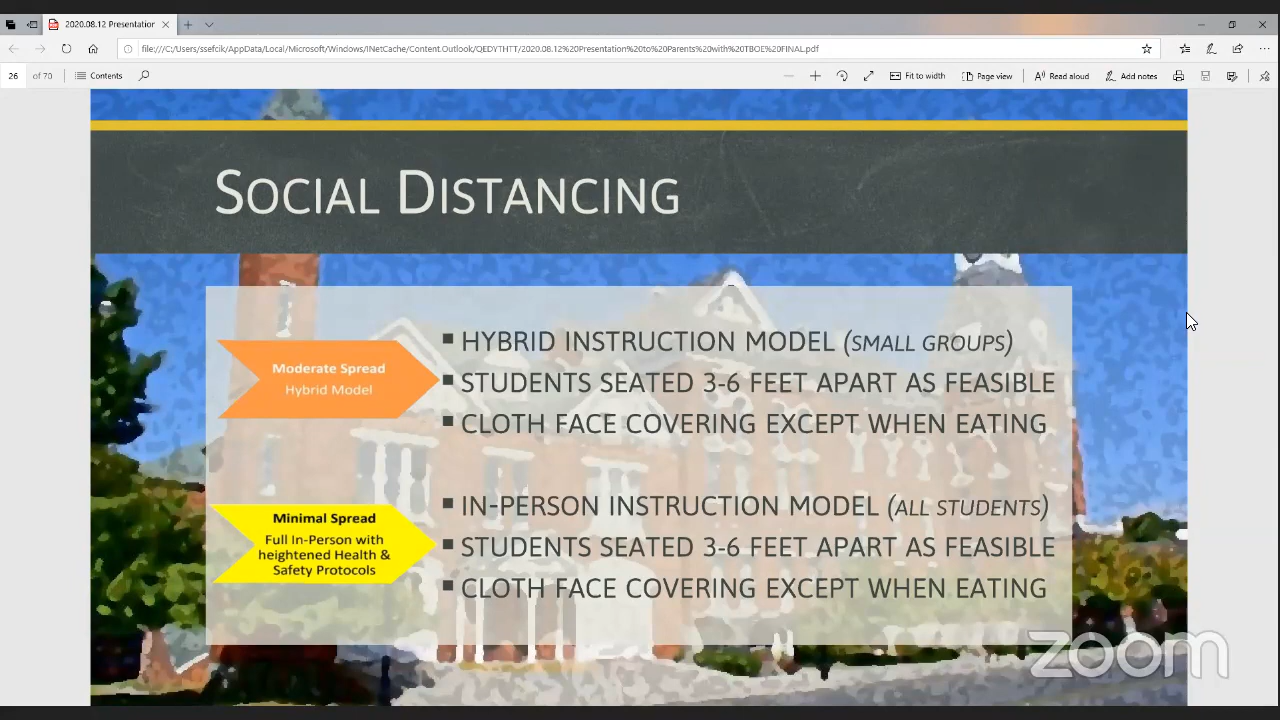 2020.08.12 Presentation
file:///C:/Users/ssefcik/AppData/Local/Microsoft/Windows/INetCache/Content.Outlook/QEDYTHTT/2020.08.12%20Presentation%20to%20Parents%20with%20TBOE%20FINAL.pdf
26 of 70 Contents Fit to width Page view Read aloud Add notes
SOCIAL DISTANCING
Moderate Spread
Hybrid Model
▪ HYBRID INSTRUCTION MODEL (SMALL GROUPS)
▪ STUDENTS SEATED 3-6 FEET APART AS FEASIBLE
▪ CLOTH FACE COVERING EXCEPT WHEN EATING
Minimal Spread
Full In-Person with
heightened Health &
Safety Protocols
▪ IN-PERSON INSTRUCTION MODEL (ALL STUDENTS)
▪ STUDENTS SEATED 3-6 FEET APART AS FEASIBLE
▪ CLOTH FACE COVERING EXCEPT WHEN EATING
zoom